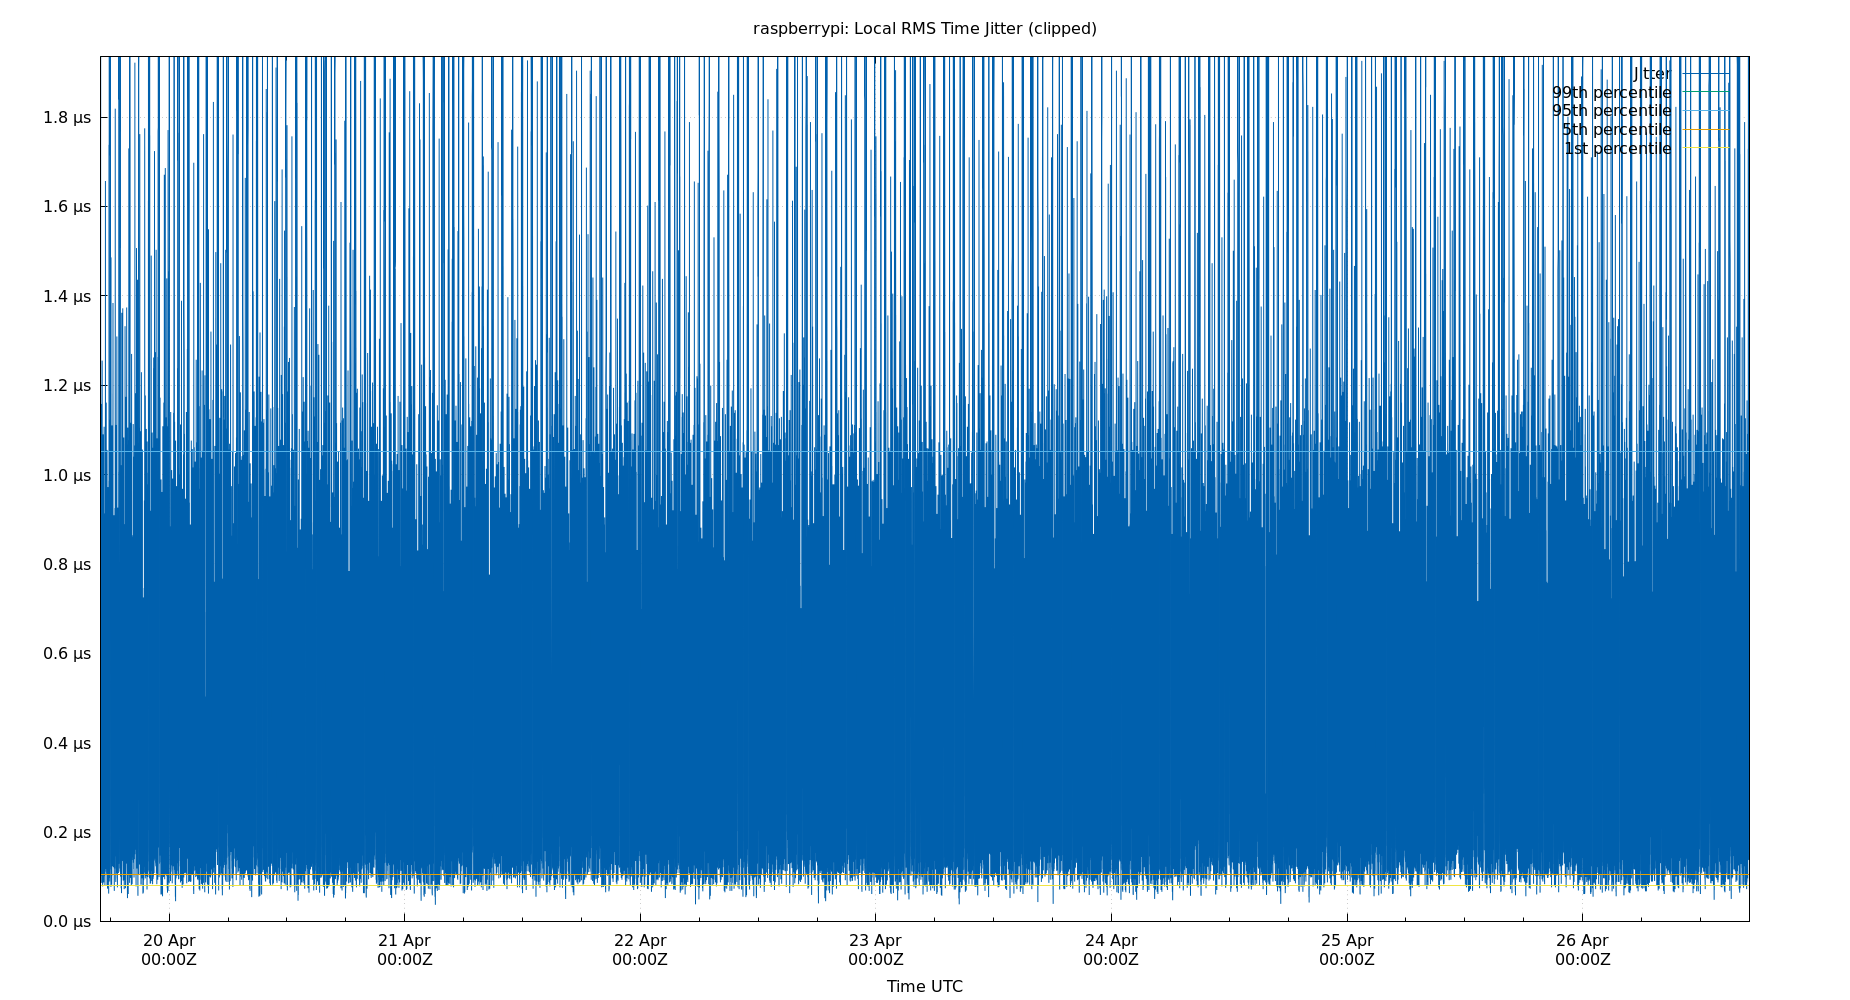 raspberrypi: Local RMS Time Jitter (clipped)
Jitter
99th percentile
95th percentile
5th percentile
1st percentile
1.8 µs
1.6 µs
1.4 µs
1.2 µs
1.0 µs
0.8 µs
0.6 µs
0.4 µs
0.2 µs
0.0 µs
20 Apr 21 Apr 22 Apr 23 Apr 24 Apr 25 Apr 26 Apr
00:00Z 00:00Z 00:00Z 00:00Z 00:00Z 00:00Z 00:00Z
Time UTC